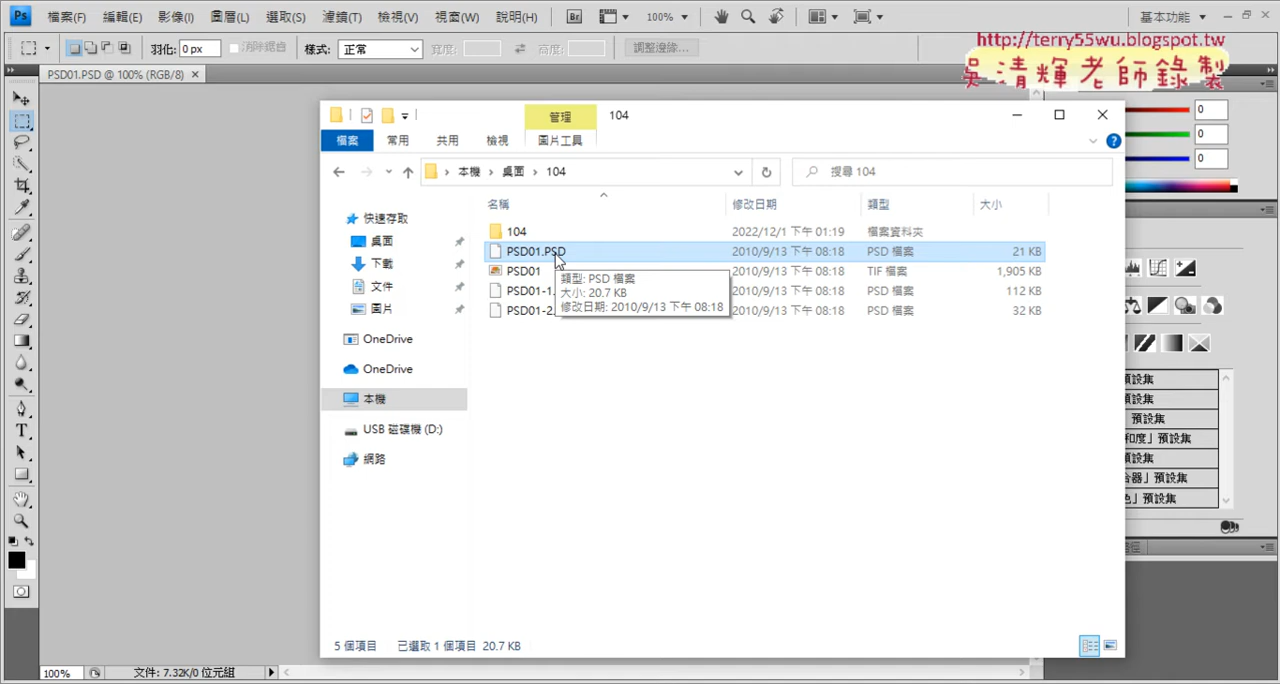 Ps 檔案(F) 編輯(E) 影像(I) 圖層(L) 選取(S) 濾鏡(T) 檢視(V) 視窗(W) 說明(H) Br 100% 基本功能
羽化: 0 px 消除鋸齒 樣式: 正常 寬度: 高度: 調整邊緣...
http://terry55wu.blogspot.tw
吳清輝老師錄製
PSD01.PSD @ 100% (RGB/8) ×
0
0
0
管理 104
檔案 常用 共用 檢視 圖片工具
本機 › 桌面 › 104 搜尋 104
名稱 修改日期 類型 大小
104 2022/12/1 下午 01:19 檔案資料夾
PSD01.PSD 2010/9/13 下午 08:18 PSD 檔案 21 KB
PSD01 2010/9/13 下午 08:18 TIF 檔案 1,905 KB
PSD01-1. 2010/9/13 下午 08:18 PSD 檔案 112 KB
PSD01-2. 2010/9/13 下午 08:18 PSD 檔案 32 KB
類型: PSD 檔案
大小: 20.7 KB
修改日期: 2010/9/13 下午 08:18
快速存取
桌面
下載
文件
圖片
OneDrive
OneDrive
本機
USB 磁碟機 (D:)
網路
預設集
預設集
預設集
和度」預設集
預設集
合器」預設集
色」預設集
5 個項目 已選取 1 個項目 20.7 KB
100% 文件: 7.32K/0 位元組